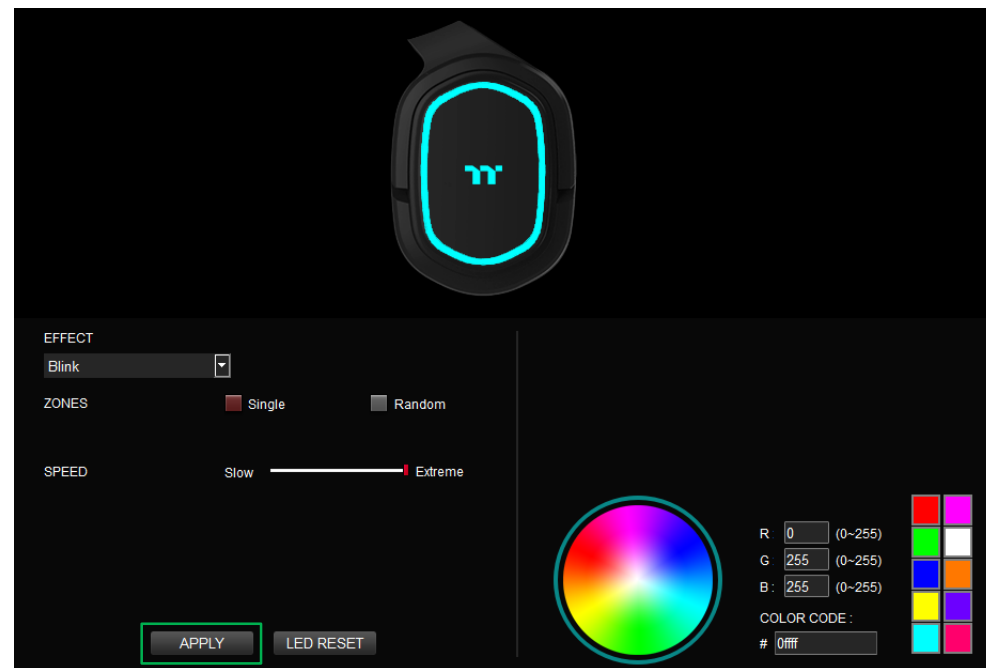 EFFECT
Blink
ZONES Single Random
SPEED Slow Extreme
R: 0 (0~255)
G 255 (0~255)
B: 255 (0~255)
COLOR CODE :
# 0ffff
APPLY LED RESET